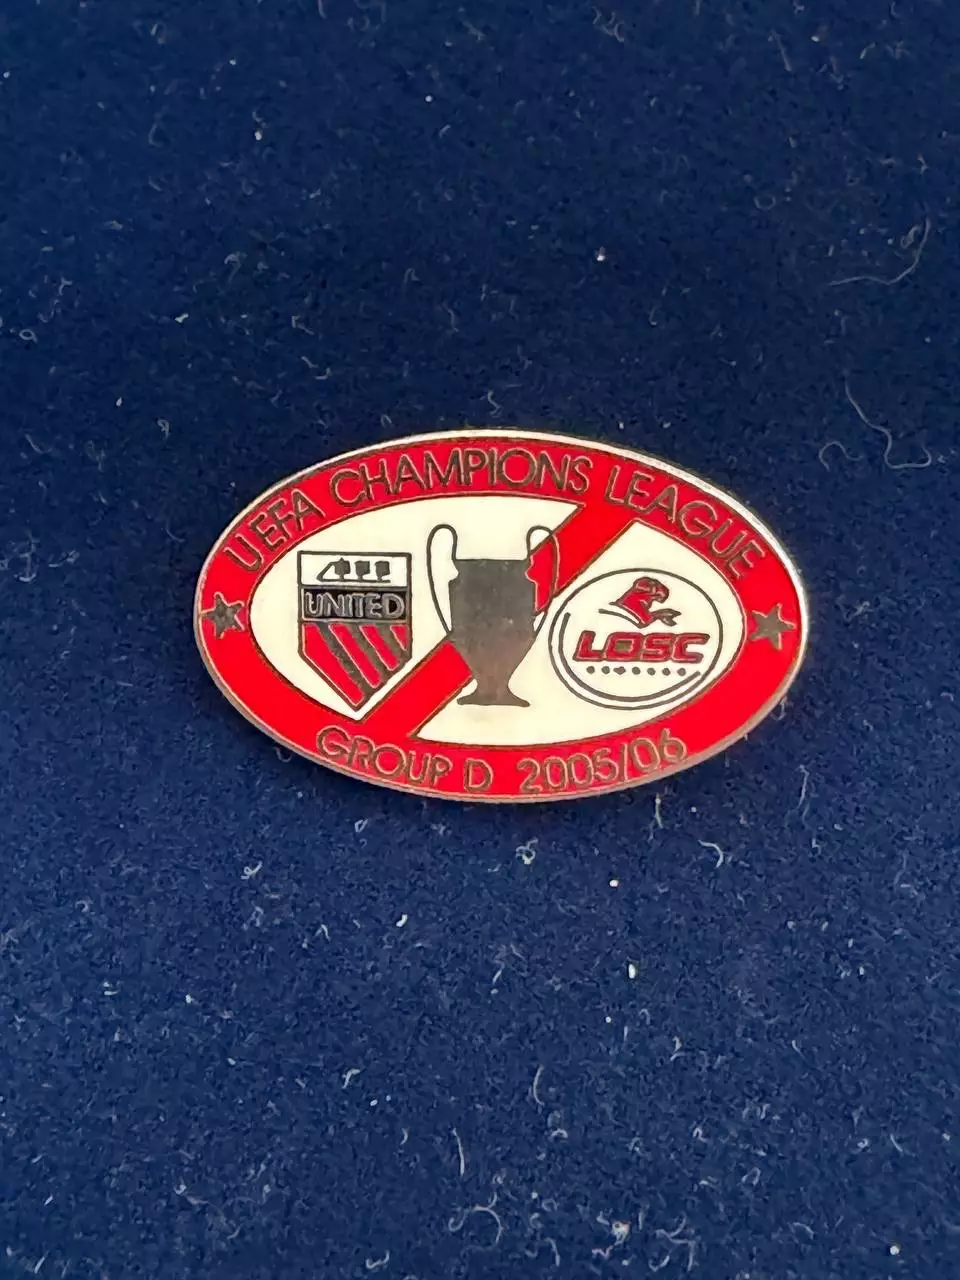 UEFA CHAMPIONS LEAGUE
UNITED
LOSC
GROUP D 2005/06